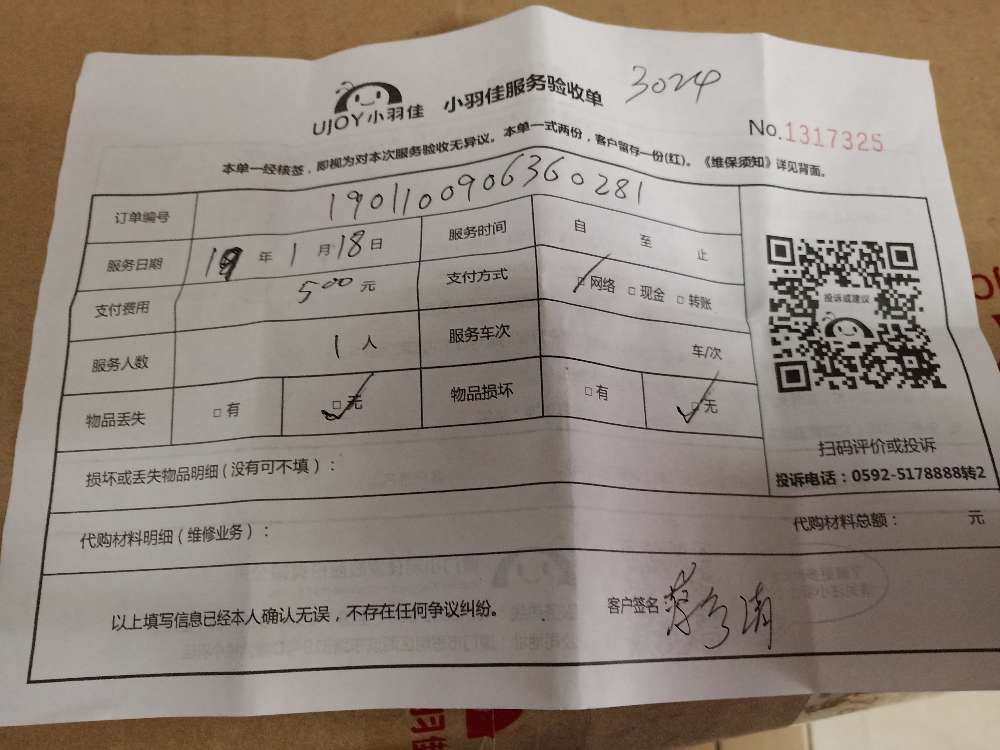 UJOY小羽佳 小羽佳服务验收单 3024
No.1317325
本单一经核签，即视为对本次服务验收无异议。本单一式两份，客户留存一份(红)。《维保须知》详见背面。
订单编号 1901100906360281
服务日期 19 年 1 月 18 日 服务时间 自 至 止
支付费用 500 元 支付方式 □网络 □现金 □转账
投诉或建议
服务人数 1 人 服务车次 车/次
物品丢失 □有 □无 物品损坏 □有 □无
扫码评价或投诉
投诉电话：0592-5178888转2
损坏或丢失物品明细（没有可不填）：
代购材料明细（维修业务）： 代购材料总额： 元
以上填写信息已经本人确认无误，不存在任何争议纠纷。 客户签名